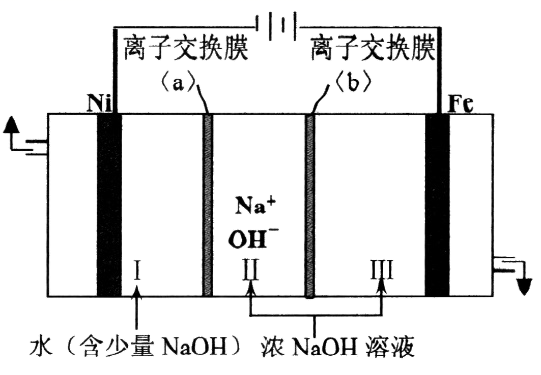 离子交换膜 离子交换膜
〈a〉 〈b〉
Ni Fe
Na⁺
OH⁻
I II III
水（含少量 NaOH） 浓 NaOH 溶液